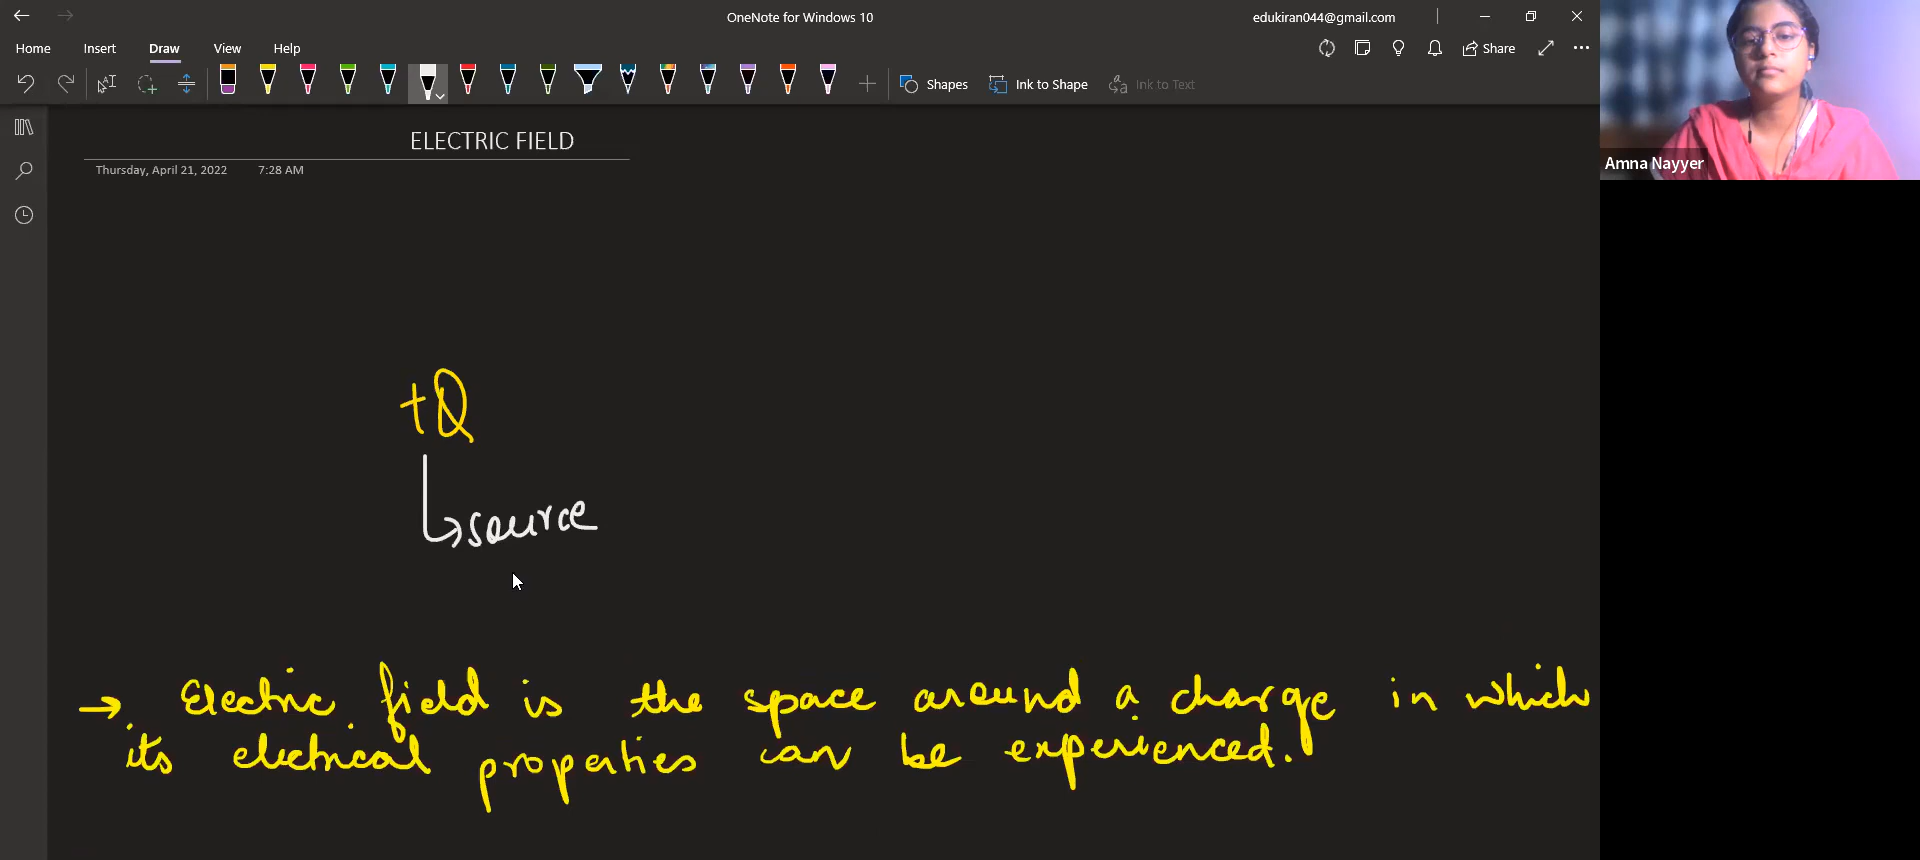 OneNote for Windows 10
edukiran044@gmail.com
Home Insert Draw View Help
Share
Shapes Ink to Shape Ink to Text
Amna Nayyer
ELECTRIC FIELD
Thursday, April 21, 2022 7:28 AM
+Q
source
→ Electric field is the space around a charge in which
its electrical properties can be experienced.